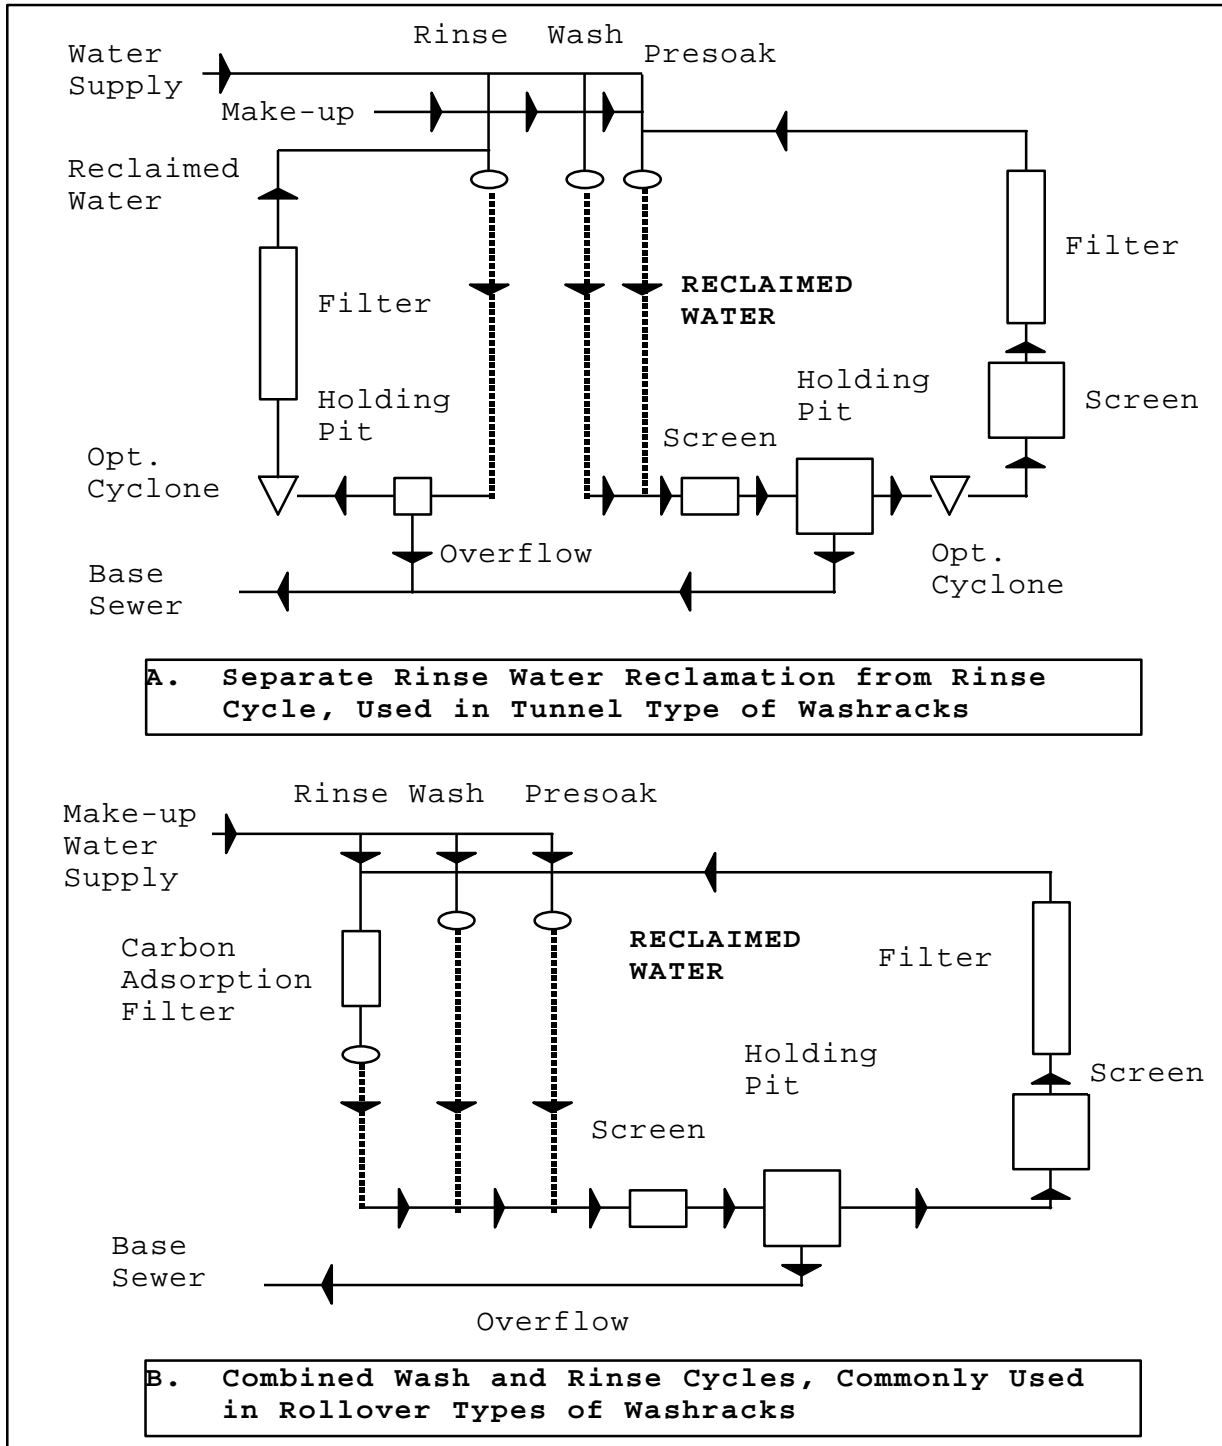 Rinse Wash
Presoak
Water
Supply
Make-up
Reclaimed
Water
Filter
RECLAIMED
WATER
Filter
Holding
Pit
Holding
Pit
Screen
Screen
Opt.
Cyclone
Overflow
Opt.
Cyclone
Base
Sewer
A. Separate Rinse Water Reclamation from Rinse
Cycle, Used in Tunnel Type of Washracks
Rinse Wash Presoak
Make-up
Water
Supply
Carbon
Adsorption
Filter
RECLAIMED
WATER
Filter
Holding
Pit
Screen
Screen
Base
Sewer
Overflow
B. Combined Wash and Rinse Cycles, Commonly Used
in Rollover Types of Washracks